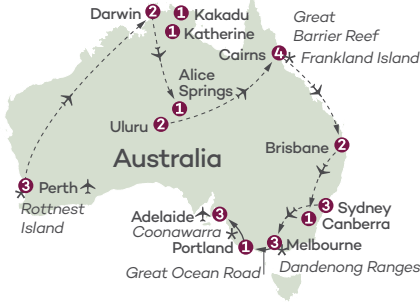 Darwin 2
1 Kakadu
1 Katherine
Great
Barrier Reef
Cairns 4
Frankland Island
Alice
Springs
1
Uluru 2
Brisbane 2
Australia
3 Perth
Rottnest
Island
Adelaide 3
Coonawarra
Portland 1
3 Sydney
1 Canberra
3 Melbourne
Great Ocean Road
Dandenong Ranges